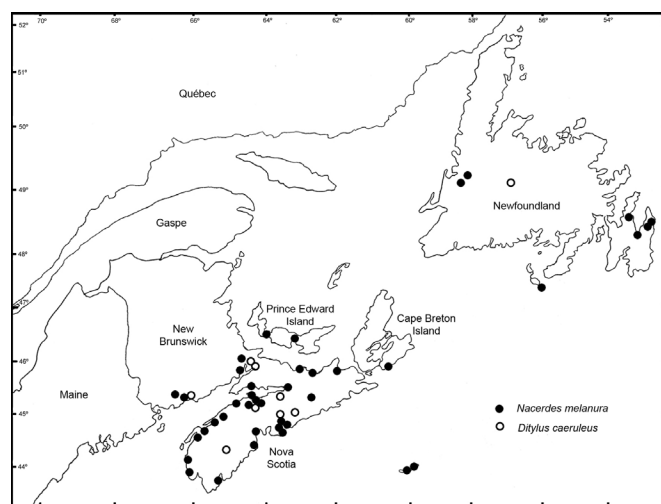 70° 68° 66° 64° 62° 60° 58° 56° 54°
52°
51°
Québec
50°
49°
Newfoundland
Gaspe
48°
47°
Prince Edward
Island
Cape Breton
Island
New
Brunswick
46°
Maine
45°
Nacerdes melanura
Ditylus caeruleus
Nova
Scotia
44°